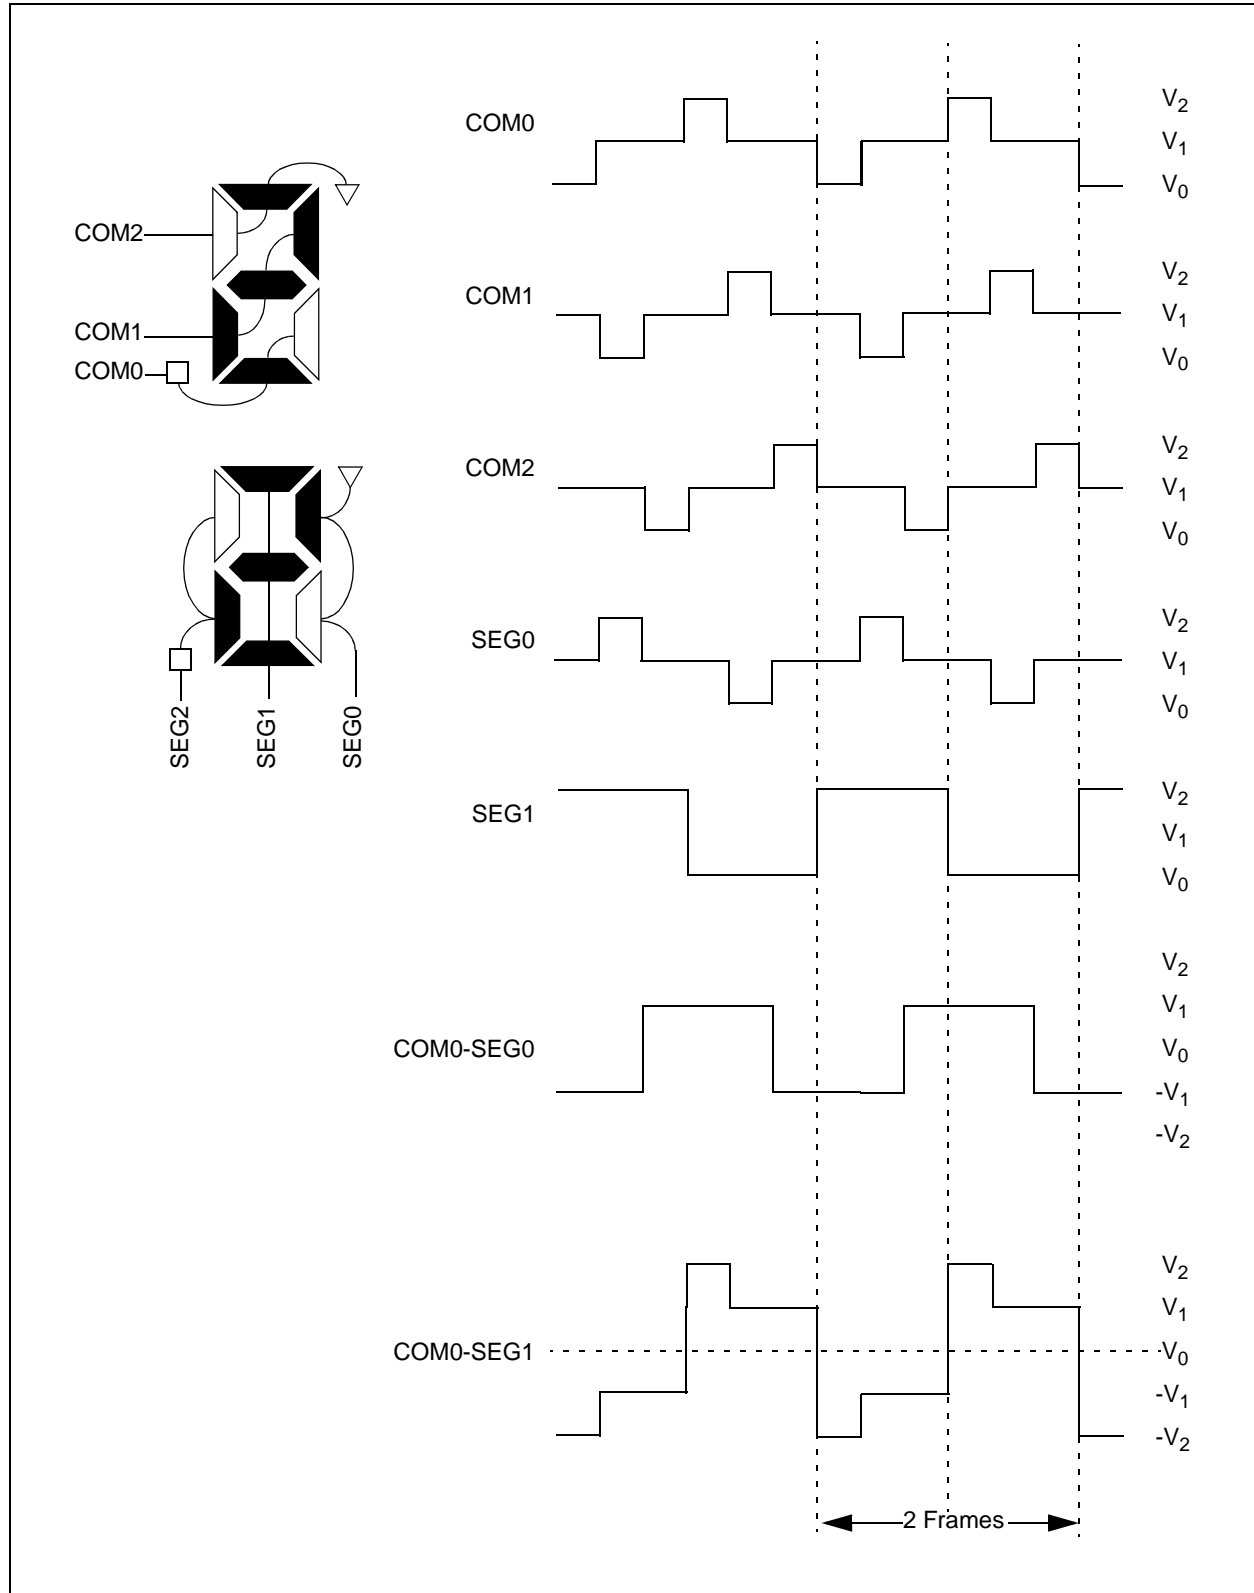 COM2
COM1
COM0
SEG2
SEG1
SEG0
COM0
V2
V1
V0
COM1
V2
V1
V0
COM2
V2
V1
V0
SEG0
V2
V1
V0
SEG1
V2
V1
V0
COM0-SEG0
V2
V1
V0
-V1
-V2
COM0-SEG1
V2
V1
V0
-V1
-V2
2 Frames